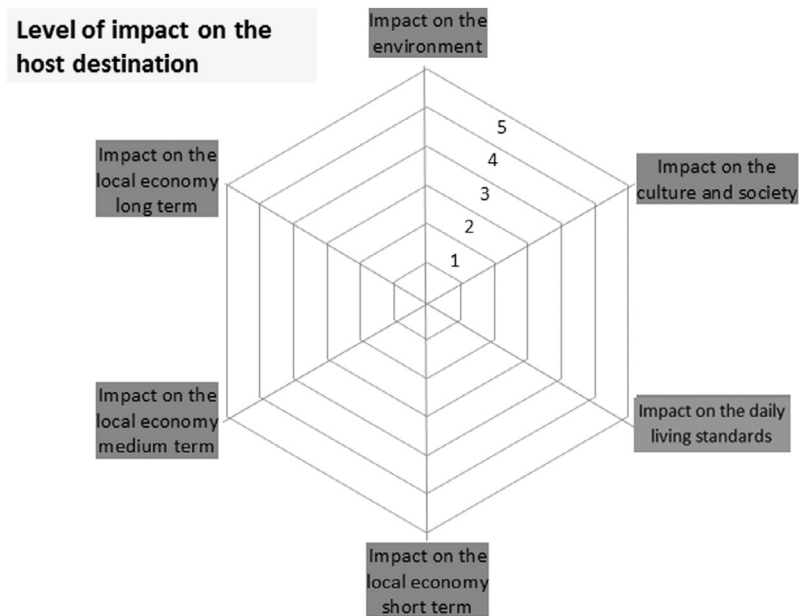 Level of impact on the
host destination
Impact on the
environment
5
4
3
2
1
Impact on the
culture and society
Impact on the daily
living standards
Impact on the
local economy
short term
Impact on the
local economy
medium term
Impact on the
local economy
long term